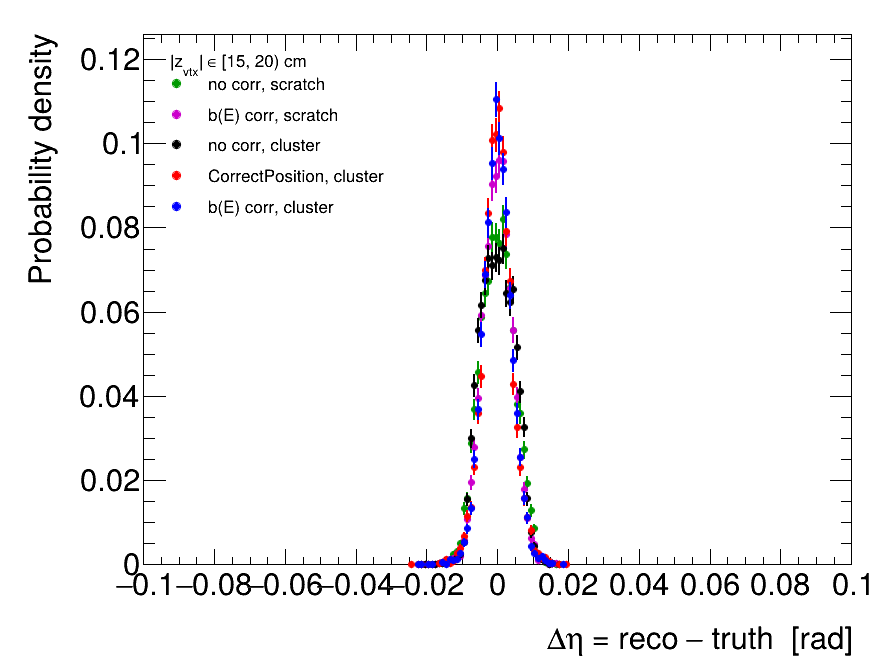 Probability density
|z_vtx| ∈ [15, 20) cm
no corr, scratch
b(E) corr, scratch
no corr, cluster
CorrectPosition, cluster
b(E) corr, cluster
0.12
0.1
0.08
0.06
0.04
0.02
0
−0.1 −0.08 −0.06 −0.04 −0.02 0 0.02 0.04 0.06 0.08 0.1
Δη = reco − truth [rad]